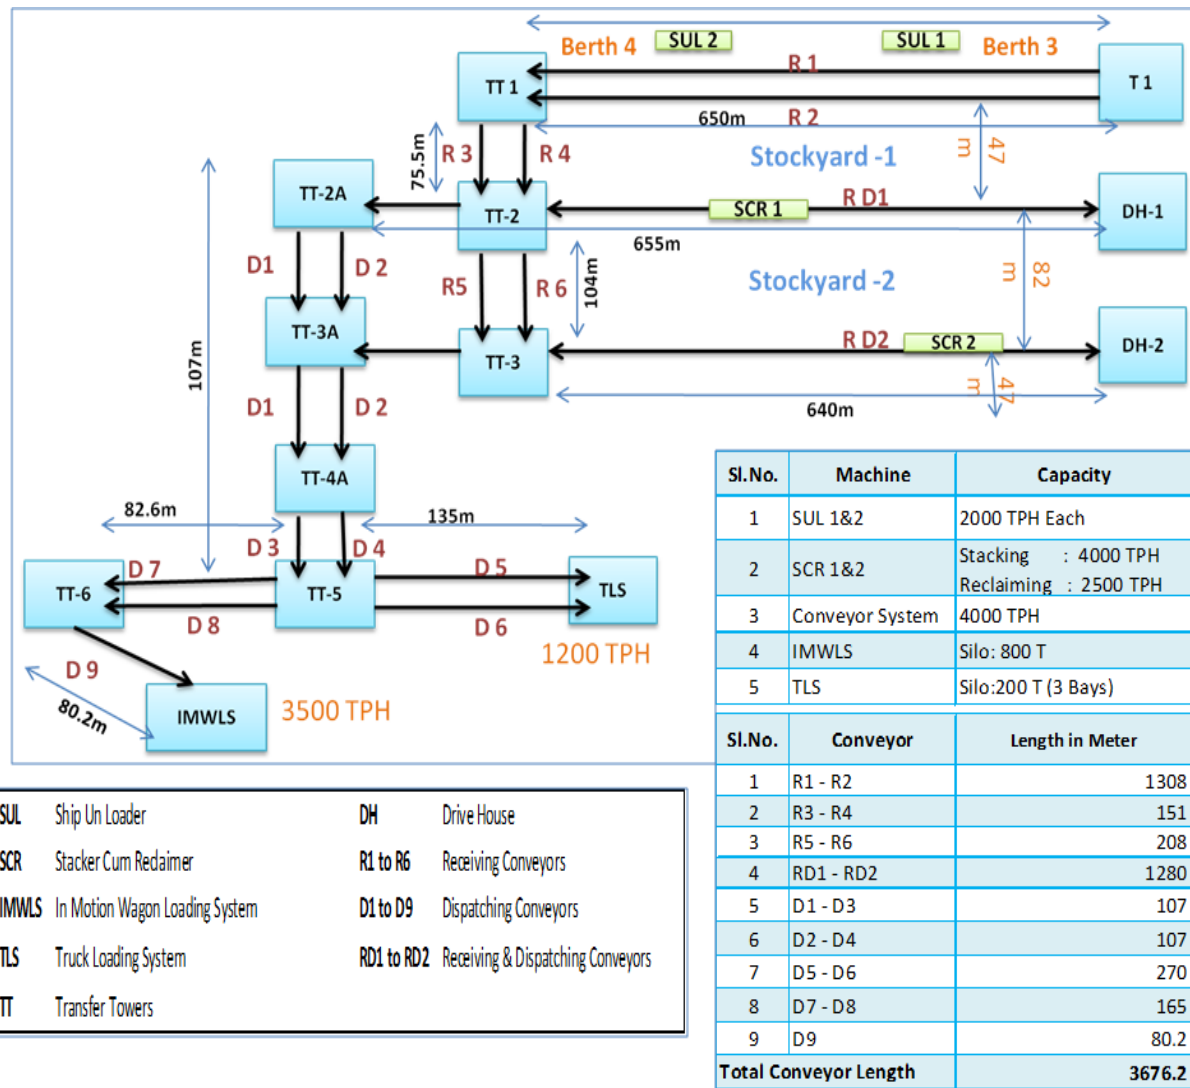 Berth 4
SUL 2
SUL 1
Berth 3
TT 1
R 1
T 1
650m
R 2
75.5m
R 3
R 4
Stockyard -1
47
m
TT-2A
TT-2
SCR 1
R D1
DH-1
655m
D1
D 2
R5
R 6
104m
Stockyard -2
82
m
TT-3A
TT-3
R D2
SCR 2
DH-2
107m
D1
D 2
640m
47
m
TT-4A
82.6m
135m
D 3
D 4
D 7
D 5
TT-6
TT-5
TLS
D 8
D 6
1200 TPH
D 9
80.2m
IMWLS
3500 TPH
Sl.No. Machine Capacity
1 SUL 1&2 2000 TPH Each
2 SCR 1&2 Stacking : 4000 TPH
Reclaiming : 2500 TPH
3 Conveyor System 4000 TPH
4 IMWLS Silo: 800 T
5 TLS Silo:200 T (3 Bays)
Sl.No. Conveyor Length in Meter
1 R1 - R2 1308
2 R3 - R4 151
3 R5 - R6 208
4 RD1 - RD2 1280
5 D1 - D3 107
6 D2 - D4 107
7 D5 - D6 270
8 D7 - D8 165
9 D9 80.2
Total Conveyor Length 3676.2
SUL Ship Un Loader DH Drive House
SCR Stacker Cum Reclaimer R1 to R6 Receiving Conveyors
IMWLS In Motion Wagon Loading System D1 to D9 Dispatching Conveyors
TLS Truck Loading System RD1 to RD2 Receiving & Dispatching Conveyors
TT Transfer Towers